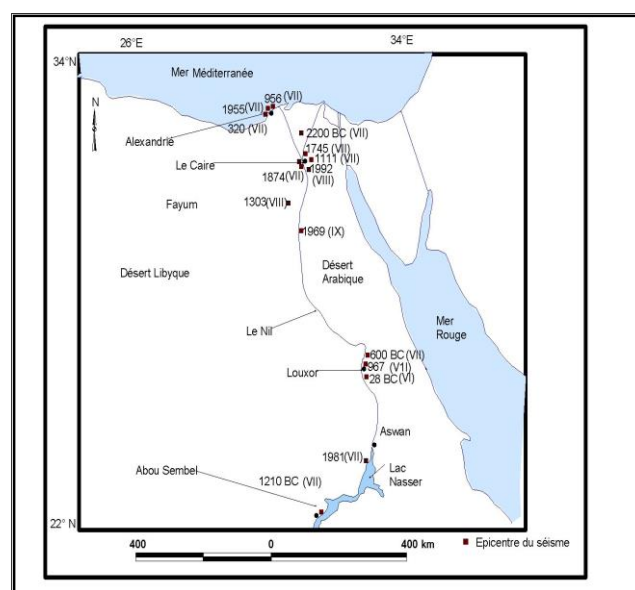 26°E
34°E
34°N
Mer Méditerranée
N
956 (VII)
1955(VII)
320 (VII)
Alexandrié
2200 BC (VII)
1745 (VII)
1111 (VII)
Le Caire
1874(VII)
1992
(VIII)
Fayum
1303(VIII)
1969 (IX)
Désert Libyque
Désert
Arabique
Mer
Rouge
Le Nil
600 BC (VII)
967 (V1I)
Louxor
28 BC(VI)
Aswan
1981(VII)
Abou Sembel
1210 BC (VII)
Lac
Nasser
22° N
400
0
400 km
Epicentre du séisme